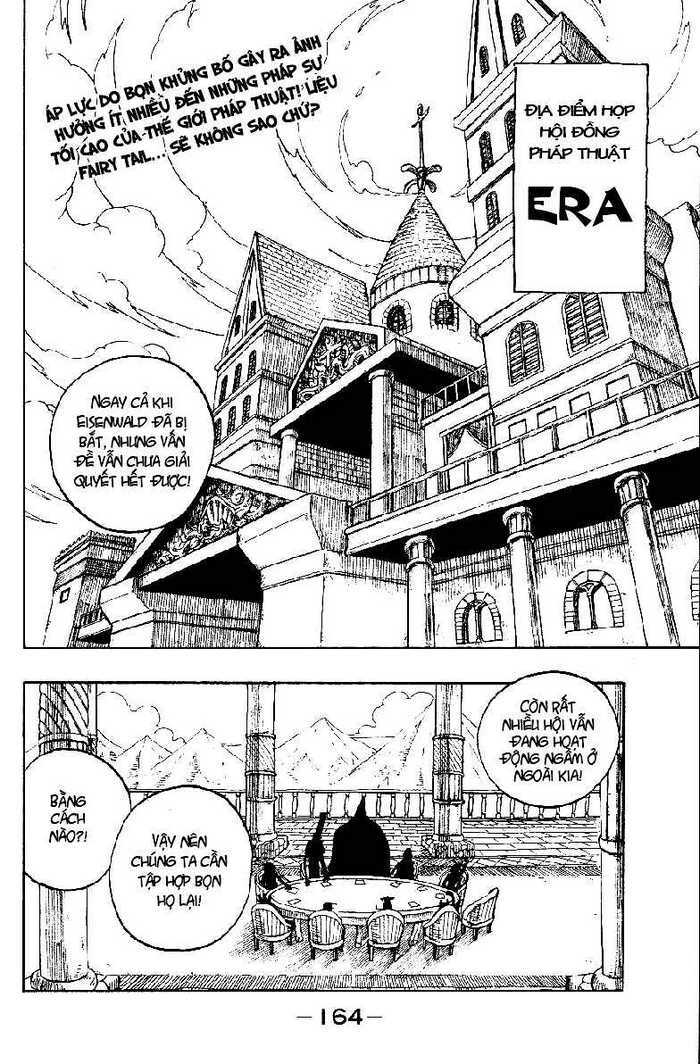 ÁP LỰC DO BỌN KHỦNG BỐ GÂY RA ẢNH
HƯỞNG ÍT NHIỀU ĐẾN NHỮNG PHÁP SƯ
TỐI CAO CỦA THẾ GIỚI PHÁP THUẬT! LIỆU
FAIRY TAIL... SẼ KHÔNG SAO CHỨ?
ĐỊA ĐIỂM HỌP
HỘI ĐỒNG
PHÁP THUẬT
ERA
NGAY CẢ KHI
EISENWALD ĐÃ BỊ
BẮT, NHƯNG VẤN
ĐỀ VẪN CHƯA GIẢI
QUYẾT HẾT ĐƯỢC!
CÒN RẤT
NHIỀU HỘI VẪN
ĐANG HOẠT
ĐỘNG NGẦM Ở
NGOÀI KIA!
VẬY NÊN
CHÚNG TA CẦN
TẬP HỢP BỌN
HỌ LẠI!
BẰNG
CÁCH
NÀO?!
-164-